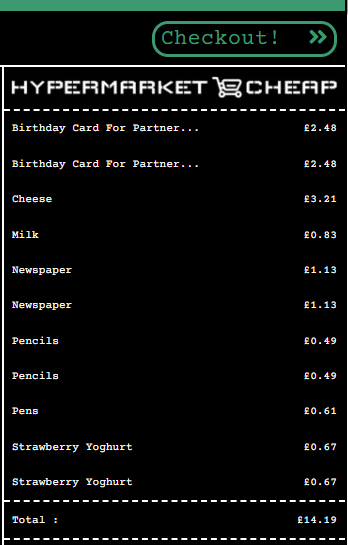 Checkout!
HYPERMARKET CHEAP
Birthday Card For Partner... £2.48
Birthday Card For Partner... £2.48
Cheese £3.21
Milk £0.83
Newspaper £1.13
Newspaper £1.13
Pencils £0.49
Pencils £0.49
Pens £0.61
Strawberry Yoghurt £0.67
Strawberry Yoghurt £0.67
Total : £14.19